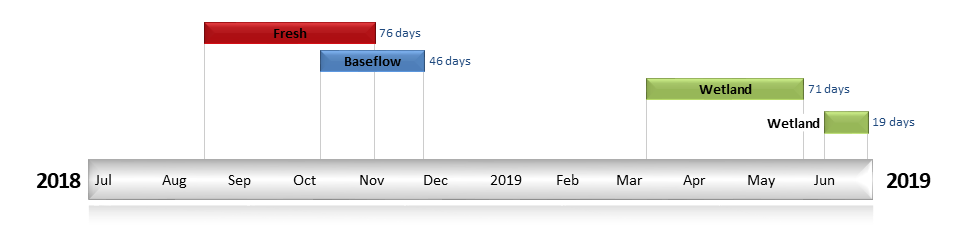 Fresh 76 days
Baseflow 46 days
Wetland 71 days
Wetland 19 days
2018 Jul Aug Sep Oct Nov Dec 2019 Feb Mar Apr May Jun 2019